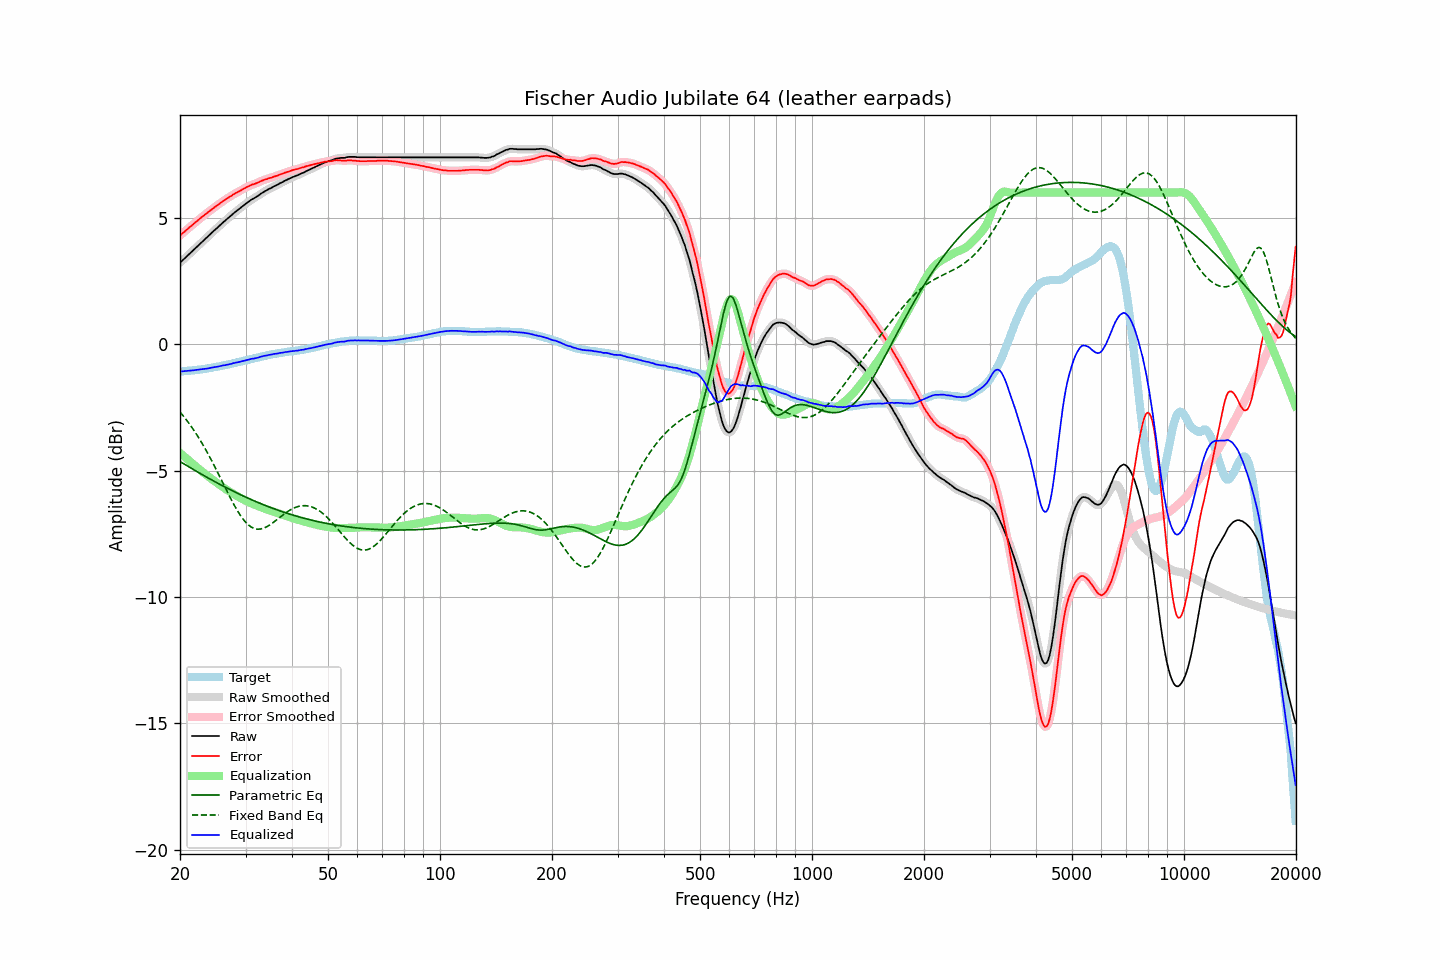 Fischer Audio Jubilate 64 (leather earpads)
Amplitude (dBr)
5
0
−5
−10
−15
−20
Target
Raw Smoothed
Error Smoothed
Raw
Error
Equalization
Parametric Eq
Fixed Band Eq
Equalized
20 50 100 200 500 1000 2000 5000 10000 20000
Frequency (Hz)